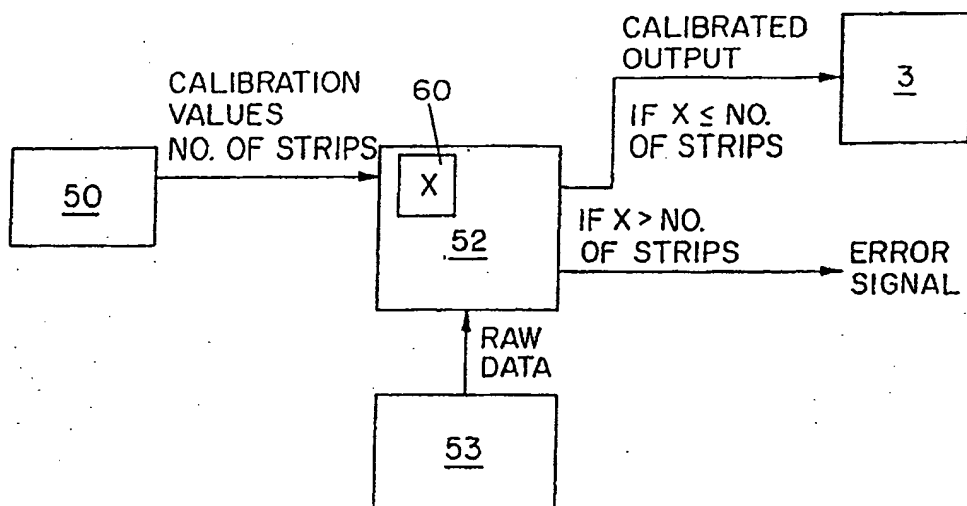 CALIBRATED
OUTPUT
3
CALIBRATION
VALUES
NO. OF STRIPS
60
IF X ≤ NO.
OF STRIPS
50
X
52
IF X > NO.
OF STRIPS
ERROR
SIGNAL
RAW
DATA
53